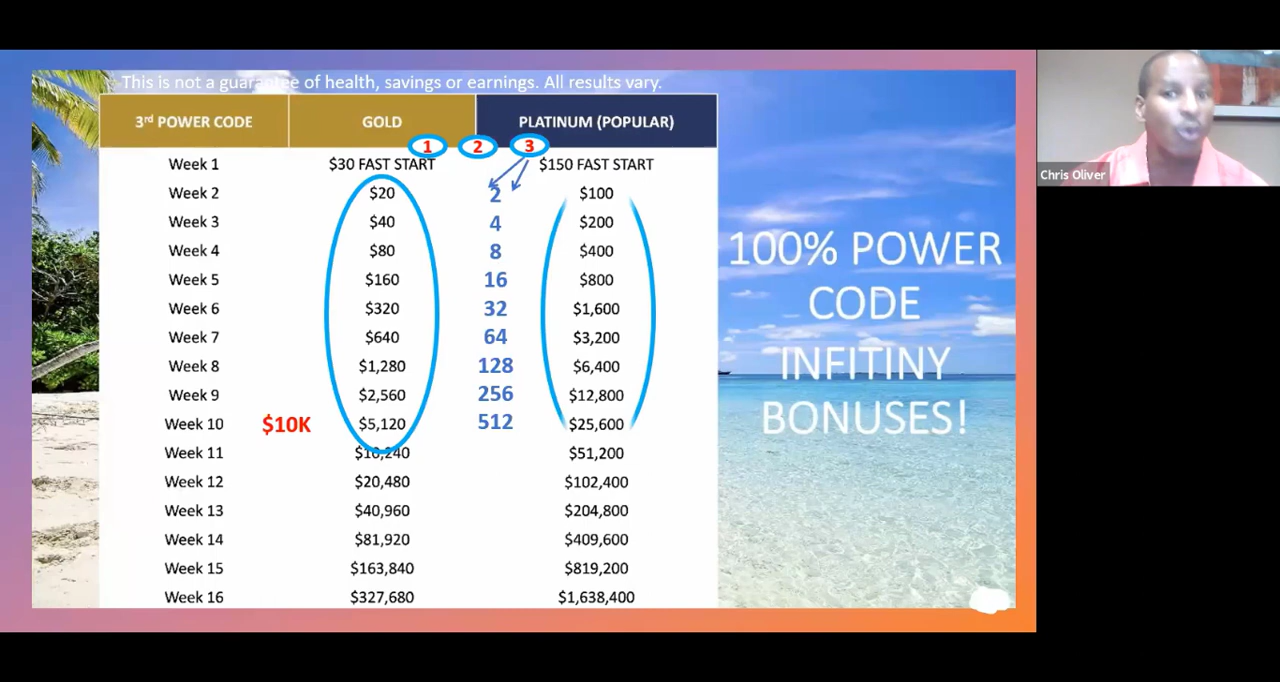 This is not a guarantee of health, savings or earnings. All results vary.
3rd POWER CODE GOLD PLATINUM (POPULAR)
1 2 3
Week 1 $30 FAST START $150 FAST START
Week 2 $20 2 $100
Week 3 $40 4 $200
Week 4 $80 8 $400
Week 5 $160 16 $800
Week 6 $320 32 $1,600
Week 7 $640 64 $3,200
Week 8 $1,280 128 $6,400
Week 9 $2,560 256 $12,800
Week 10 $10K $5,120 512 $25,600
Week 11 $10,240 $51,200
Week 12 $20,480 $102,400
Week 13 $40,960 $204,800
Week 14 $81,920 $409,600
Week 15 $163,840 $819,200
Week 16 $327,680 $1,638,400
100% POWER
CODE
INFITINY
BONUSES!
Chris Oliver